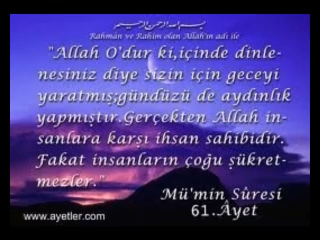 بسم الله الرحمن الرحيم
Rahmân ve Rahîm olan Allah'ın adı ile
"Allah O'dur ki,içinde dinle-
nesiniz diye sizin için geceyi
yaratmış;gündüzü de aydınlık
yapmıştır.Gerçekten Allah in-
sanlara karşı ihsan sahibidir.
Fakat insanların çoğu şükret-
mezler."
Mü'min Sûresi
61.Âyet
www.ayetler.com